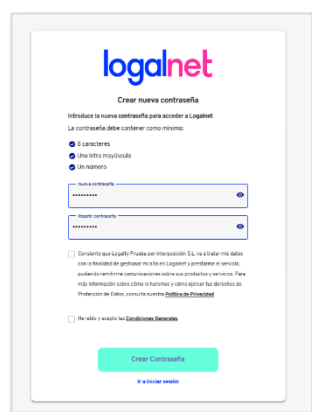 logalnet
Crear nueva contraseña
Introduce la nueva contraseña para acceder a Logalnet
La contraseña debe contener como mínimo:
8 caracteres
Una letra mayúscula
Un número
Nueva contraseña
•••••••••
Repetir contraseña
•••••••••
Consiento que Logalty Prueba por Interposición S.L. va a tratar mis datos
con la finalidad de gestionar mi alta en Logalnet y prestarme el servicio,
pudiendo remitirme comunicaciones sobre sus productos y servicios. Para
más información sobre cómo lo hacemos y cómo ejercer tus derechos de
Protección de Datos, consulta nuestra Política de Privacidad
He leído y acepto las Condiciones Generales
Crear Contraseña
Ir a iniciar sesión